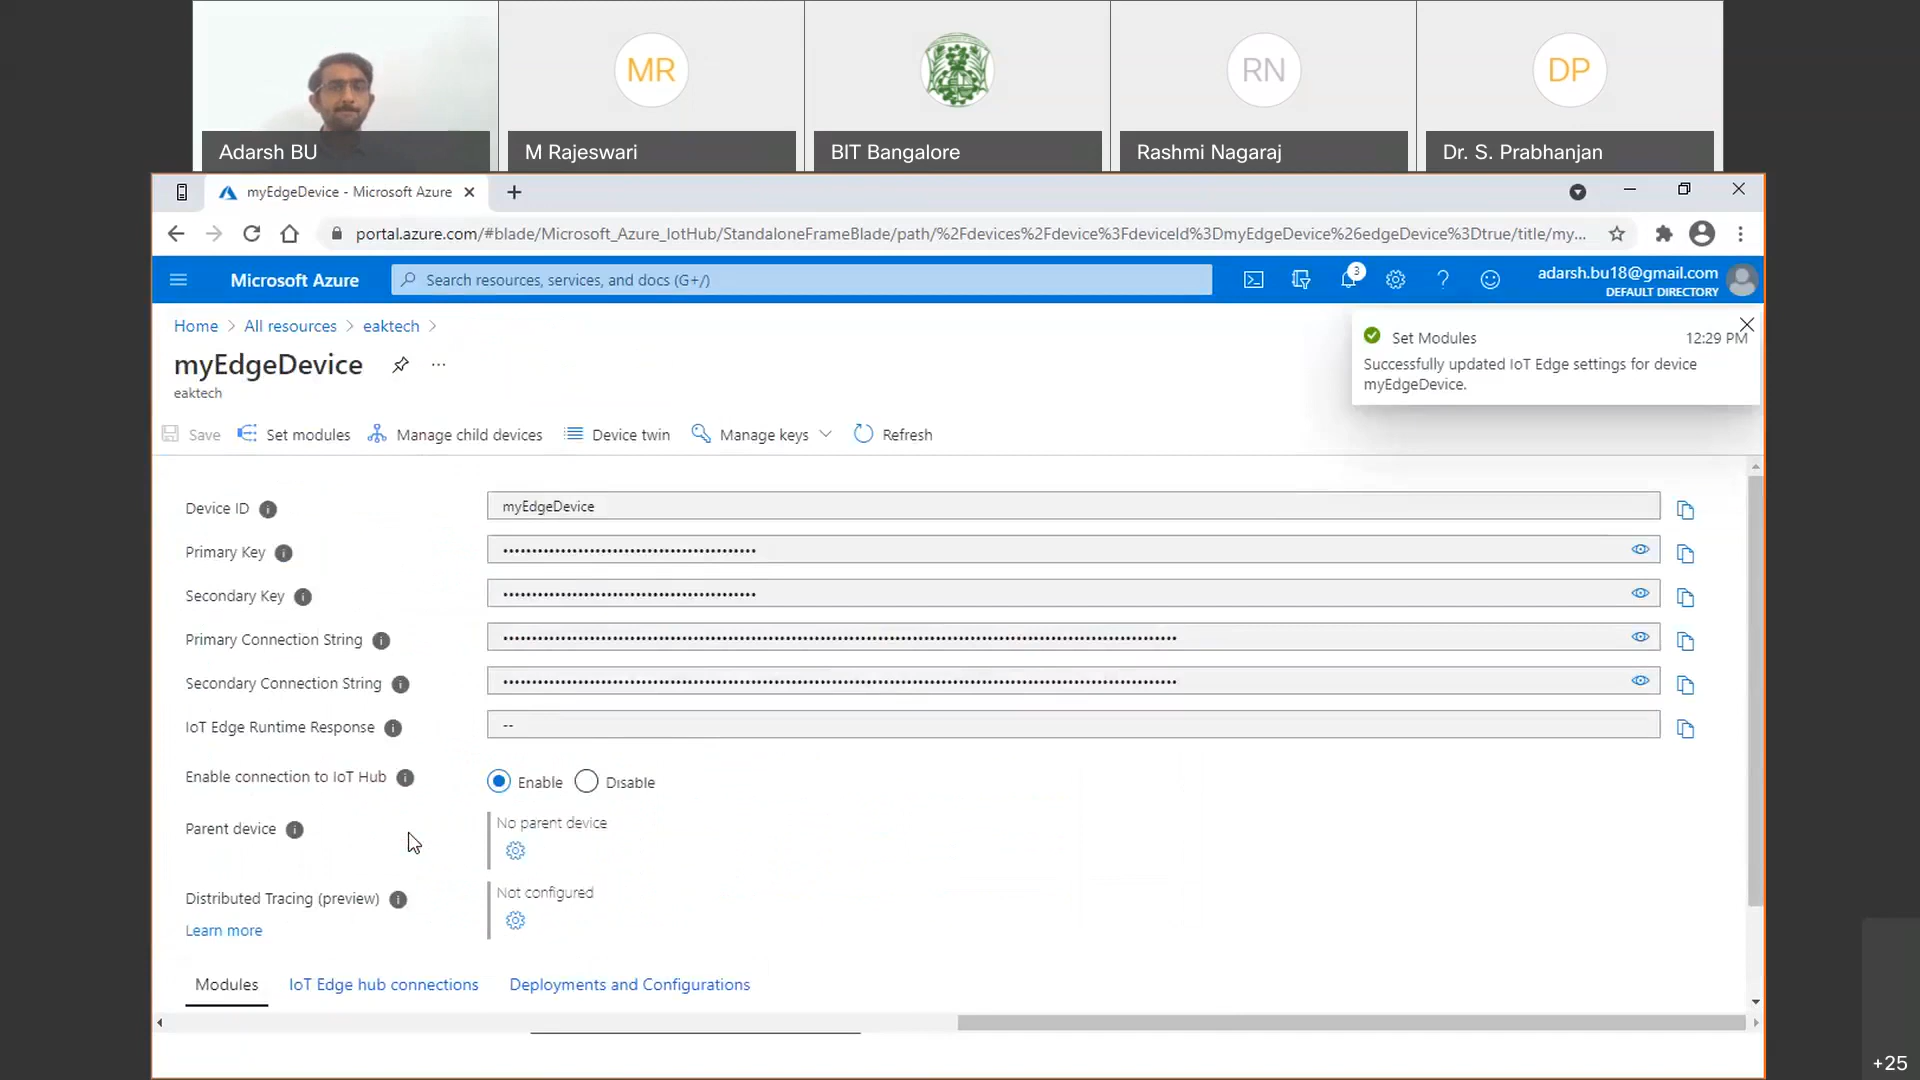 MR
RN
DP
Adarsh BU
M Rajeswari
BIT Bangalore
Rashmi Nagaraj
Dr. S. Prabhanjan
myEdgeDevice - Microsoft Azure
portal.azure.com/#blade/Microsoft_Azure_IotHub/StandaloneFrameBlade/path/%2Fdevices%2Fdevice%3FdeviceId%3DmyEdgeDevice%26edgeDevice%3Dtrue/title/my...
Microsoft Azure
Search resources, services, and docs (G+/)
3
adarsh.bu18@gmail.com
DEFAULT DIRECTORY
Home > All resources > eaktech >
Set Modules 12:29 PM
Successfully updated IoT Edge settings for device
myEdgeDevice.
myEdgeDevice
eaktech
Save
Set modules
Manage child devices
Device twin
Manage keys
Refresh
Device ID
myEdgeDevice
Primary Key
Secondary Key
Primary Connection String
Secondary Connection String
IoT Edge Runtime Response
--
Enable connection to IoT Hub
Enable
Disable
Parent device
No parent device
Distributed Tracing (preview)
Not configured
Learn more
Modules
IoT Edge hub connections
Deployments and Configurations
+25